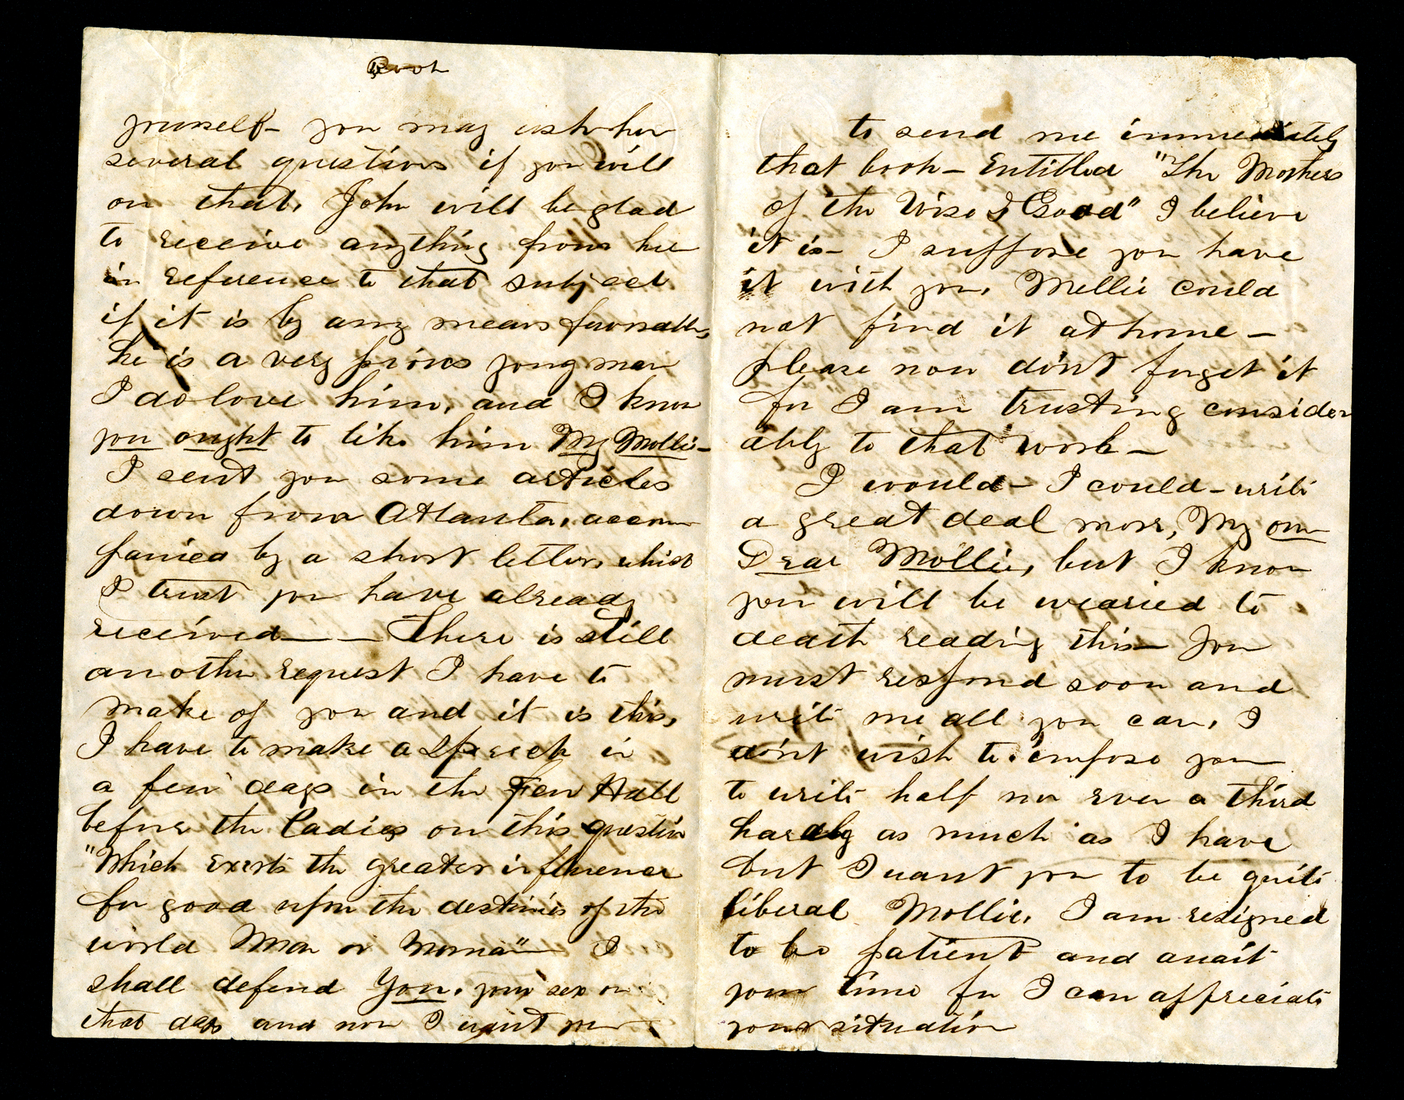 Book
yourself— you may ask her
several questions if you will
on that, John will be glad
to receive anything from her
in reference to that subject
if it is by any means favorable,
he is a very pious young man
I do love him, and I know
you ought to like him My Mollie—
I sent you some articles
down from Atlanta, accom-
panied by a short letter, which
I trust you have already
received— — There is still
another request I have to
make of you and it is this,
I have to make a Speech in
a few days in the Few Hall
before the Ladies on this question
"Which exerts the greater influence
for good upon the destinies of the
world Man or Woman"— I
shall defend You, your sex on
that day and now I want you
to send me immediately
that book— Entitled "The Mothers
of the Wise & Good" I believe
it is— I suppose you have
it with you, Mellie could
not find it at home—
please now don't forget it
for I am trusting consider
ably to that work—
I would— I could— write
a great deal more, My own
Dear Mollie, but I know
you will be wearied to
death reading this— You
must respond soon and
write me all you can, I
don't wish to impose you
to write half nor even a third
hardly as much as I have
but I want you to be quite
liberal Mollie, I am resigned
to be patient and await
your time for I can appreciate
your situation